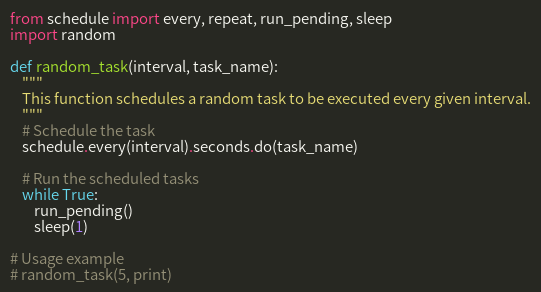 from schedule import every, repeat, run_pending, sleep
import random

def random_task(interval, task_name):
    """
    This function schedules a random task to be executed every given interval.
    """
    # Schedule the task
    schedule.every(interval).seconds.do(task_name)

    # Run the scheduled tasks
    while True:
        run_pending()
        sleep(1)

# Usage example
# random_task(5, print)